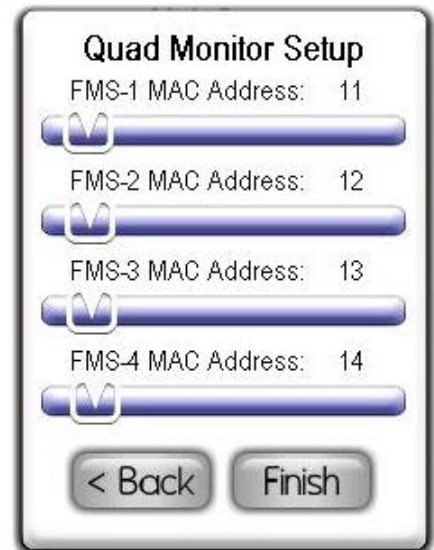 Quad Monitor Setup
FMS-1 MAC Address: 11
FMS-2 MAC Address: 12
FMS-3 MAC Address: 13
FMS-4 MAC Address: 14
< Back Finish